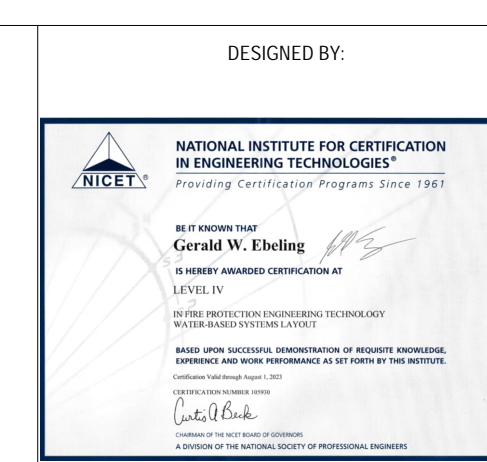 DESIGNED BY:
NICET®
NATIONAL INSTITUTE FOR CERTIFICATION
IN ENGINEERING TECHNOLOGIES®
Providing Certification Programs Since 1961
BE IT KNOWN THAT
Gerald W. Ebeling
IS HEREBY AWARDED CERTIFICATION AT
LEVEL IV
IN FIRE PROTECTION ENGINEERING TECHNOLOGY
WATER-BASED SYSTEMS LAYOUT
BASED UPON SUCCESSFUL DEMONSTRATION OF REQUISITE KNOWLEDGE,
EXPERIENCE AND WORK PERFORMANCE AS SET FORTH BY THIS INSTITUTE.
Certification Valid through August 1, 2023
CERTIFICATION NUMBER 105930
Curtis A Beck
CHAIRMAN OF THE NICET BOARD OF GOVERNORS
A DIVISION OF THE NATIONAL SOCIETY OF PROFESSIONAL ENGINEERS